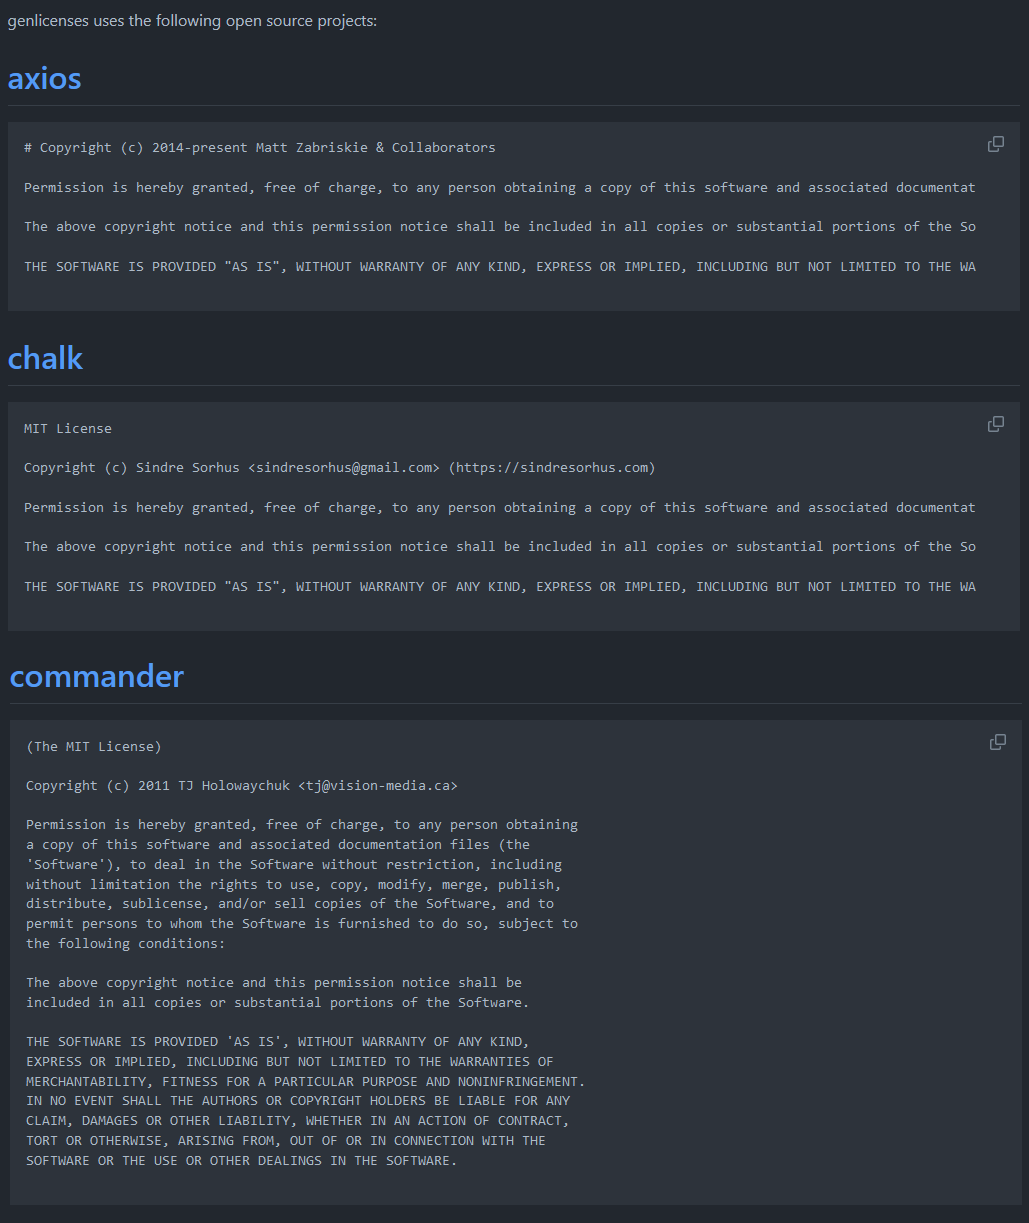 genlicenses uses the following open source projects:
axios
# Copyright (c) 2014-present Matt Zabriskie & Collaborators
Permission is hereby granted, free of charge, to any person obtaining a copy of this software and associated documentat
The above copyright notice and this permission notice shall be included in all copies or substantial portions of the So
THE SOFTWARE IS PROVIDED "AS IS", WITHOUT WARRANTY OF ANY KIND, EXPRESS OR IMPLIED, INCLUDING BUT NOT LIMITED TO THE WA
chalk
MIT License
Copyright (c) Sindre Sorhus <sindresorhus@gmail.com> (https://sindresorhus.com)
Permission is hereby granted, free of charge, to any person obtaining a copy of this software and associated documentat
The above copyright notice and this permission notice shall be included in all copies or substantial portions of the So
THE SOFTWARE IS PROVIDED "AS IS", WITHOUT WARRANTY OF ANY KIND, EXPRESS OR IMPLIED, INCLUDING BUT NOT LIMITED TO THE WA
commander
(The MIT License)
Copyright (c) 2011 TJ Holowaychuk <tj@vision-media.ca>
Permission is hereby granted, free of charge, to any person obtaining
a copy of this software and associated documentation files (the
'Software'), to deal in the Software without restriction, including
without limitation the rights to use, copy, modify, merge, publish,
distribute, sublicense, and/or sell copies of the Software, and to
permit persons to whom the Software is furnished to do so, subject to
the following conditions:
The above copyright notice and this permission notice shall be
included in all copies or substantial portions of the Software.
THE SOFTWARE IS PROVIDED 'AS IS', WITHOUT WARRANTY OF ANY KIND,
EXPRESS OR IMPLIED, INCLUDING BUT NOT LIMITED TO THE WARRANTIES OF
MERCHANTABILITY, FITNESS FOR A PARTICULAR PURPOSE AND NONINFRINGEMENT.
IN NO EVENT SHALL THE AUTHORS OR COPYRIGHT HOLDERS BE LIABLE FOR ANY
CLAIM, DAMAGES OR OTHER LIABILITY, WHETHER IN AN ACTION OF CONTRACT,
TORT OR OTHERWISE, ARISING FROM, OUT OF OR IN CONNECTION WITH THE
SOFTWARE OR THE USE OR OTHER DEALINGS IN THE SOFTWARE.